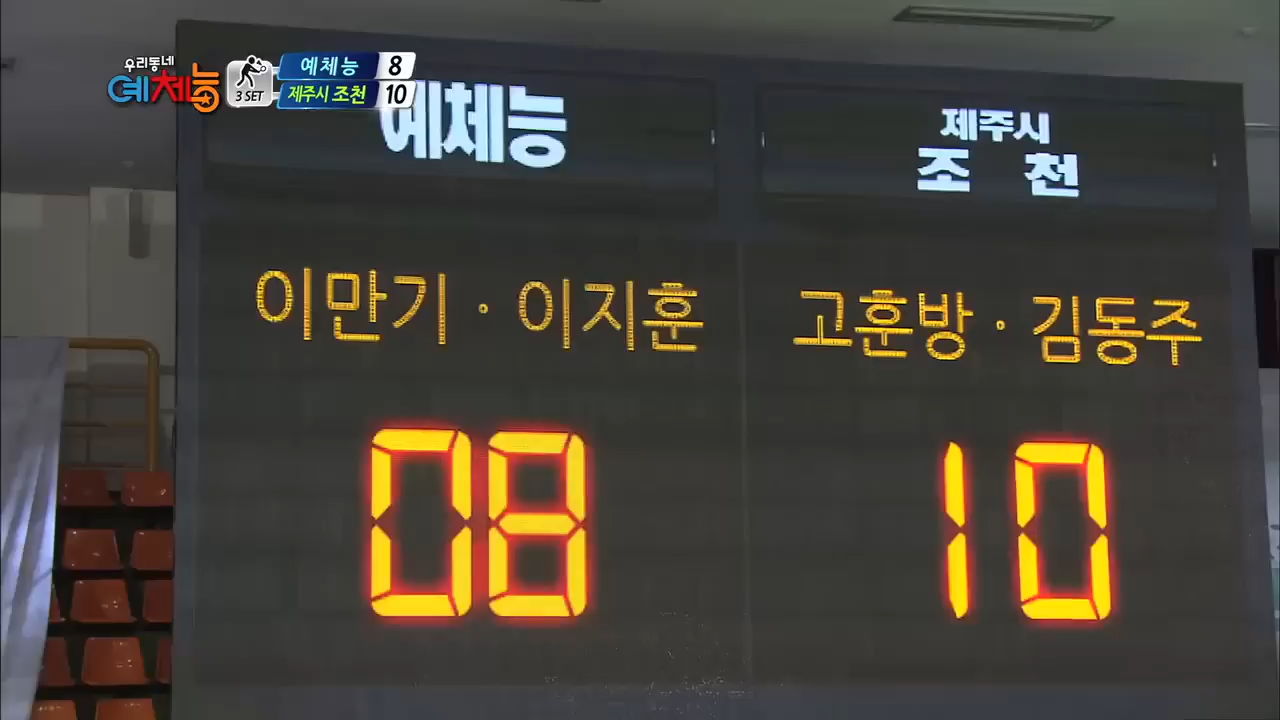 우리동네
예체능
3 SET
예체능 8
제주시 조천 10
예체능
제주시
조 천
이만기 · 이지훈
고훈방 · 김동주
08
10